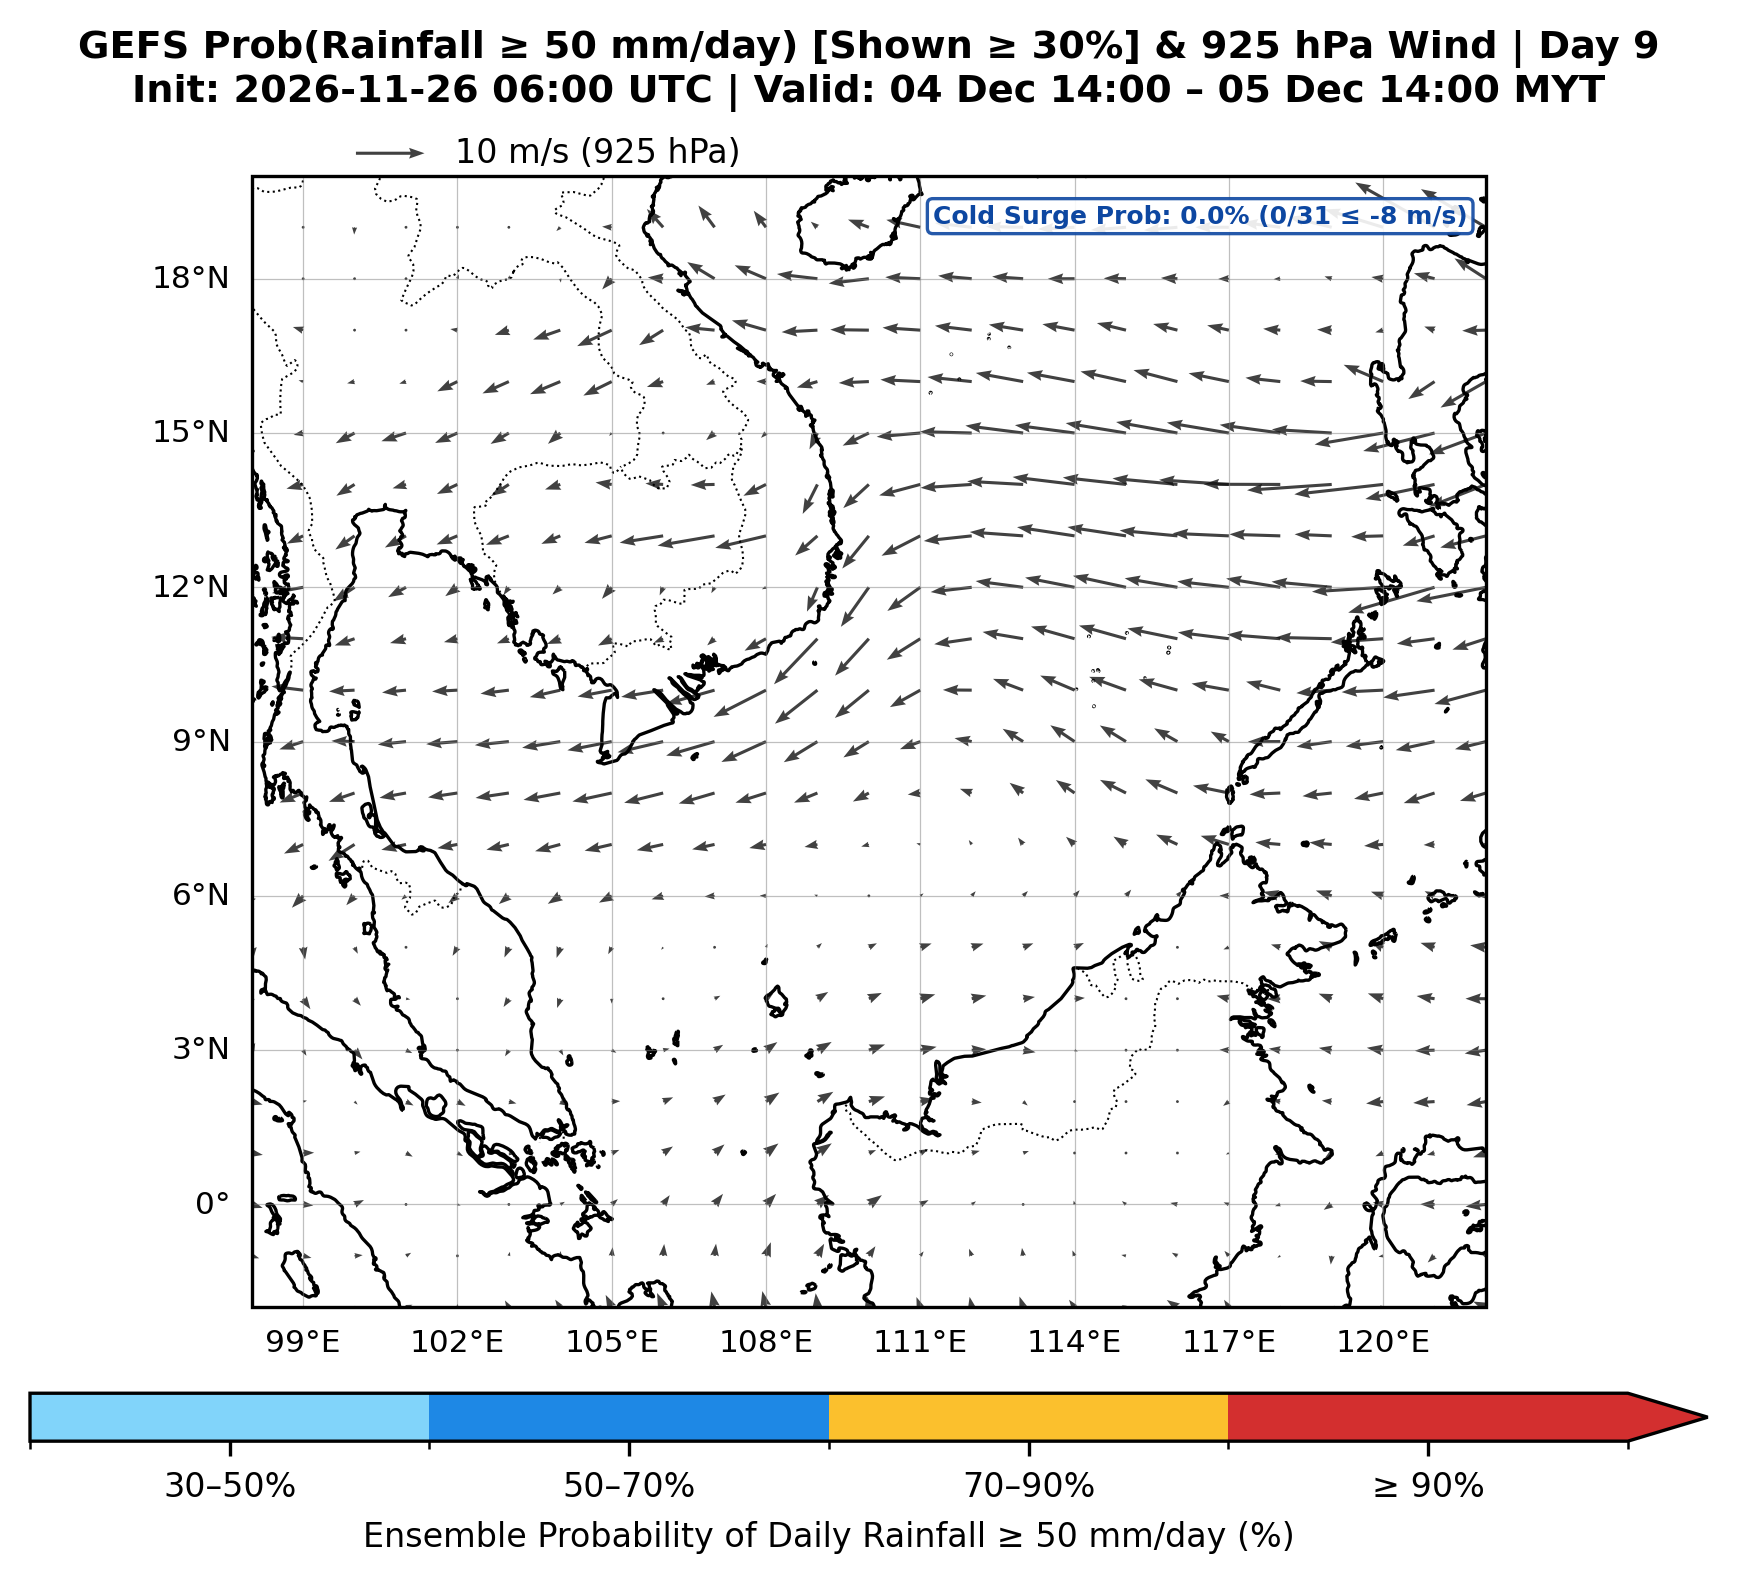 GEFS Prob(Rainfall ≥ 50 mm/day) [Shown ≥ 30%] & 925 hPa Wind | Day 9
Init: 2026-11-26 06:00 UTC | Valid: 04 Dec 14:00 – 05 Dec 14:00 MYT
10 m/s (925 hPa)
Cold Surge Prob: 0.0% (0/31 ≤ -8 m/s)
18°N
15°N
12°N
9°N
6°N
3°N
0°
99°E 102°E 105°E 108°E 111°E 114°E 117°E 120°E
30–50% 50–70% 70–90% ≥ 90%
Ensemble Probability of Daily Rainfall ≥ 50 mm/day (%)